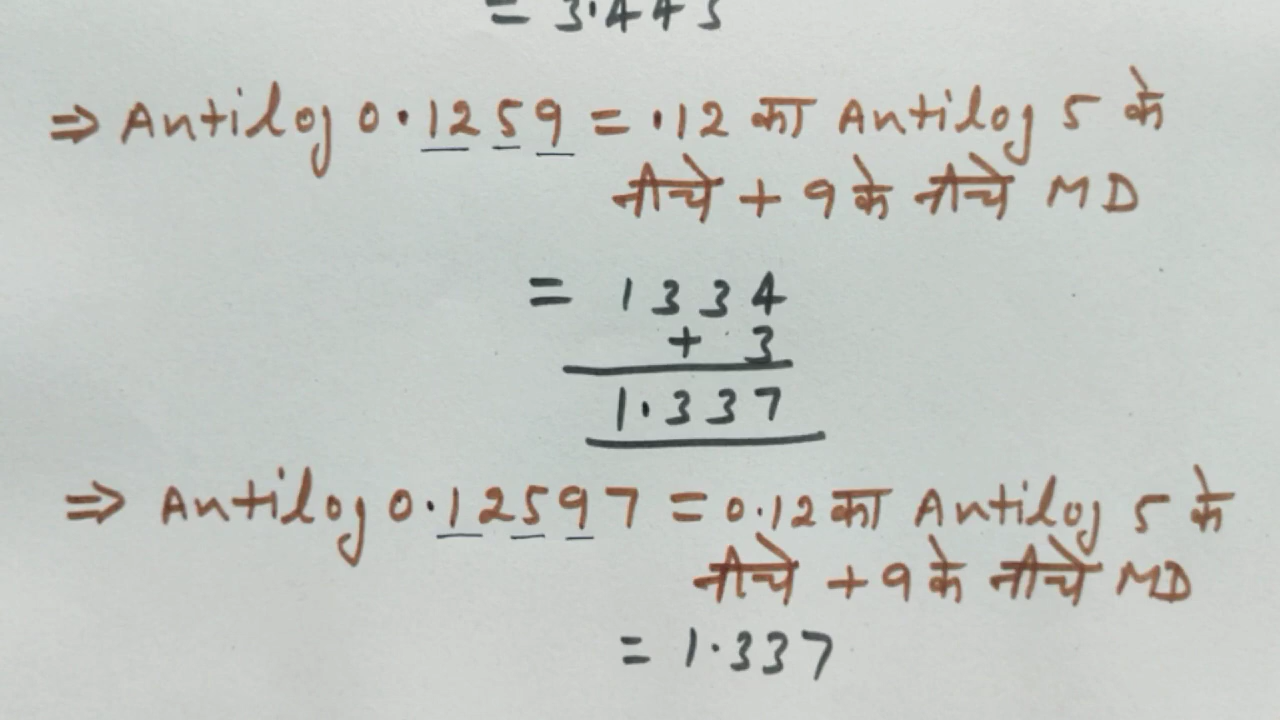 = 3.443
⇒ Antilog 0.1259 = .12 का Antilog 5 के
नीचे + 9 के नीचे MD
= 1334
+ 3
1.337
⇒ Antilog 0.12597 = 0.12 का Antilog 5 के
नीचे + 9 के नीचे MD
= 1.337